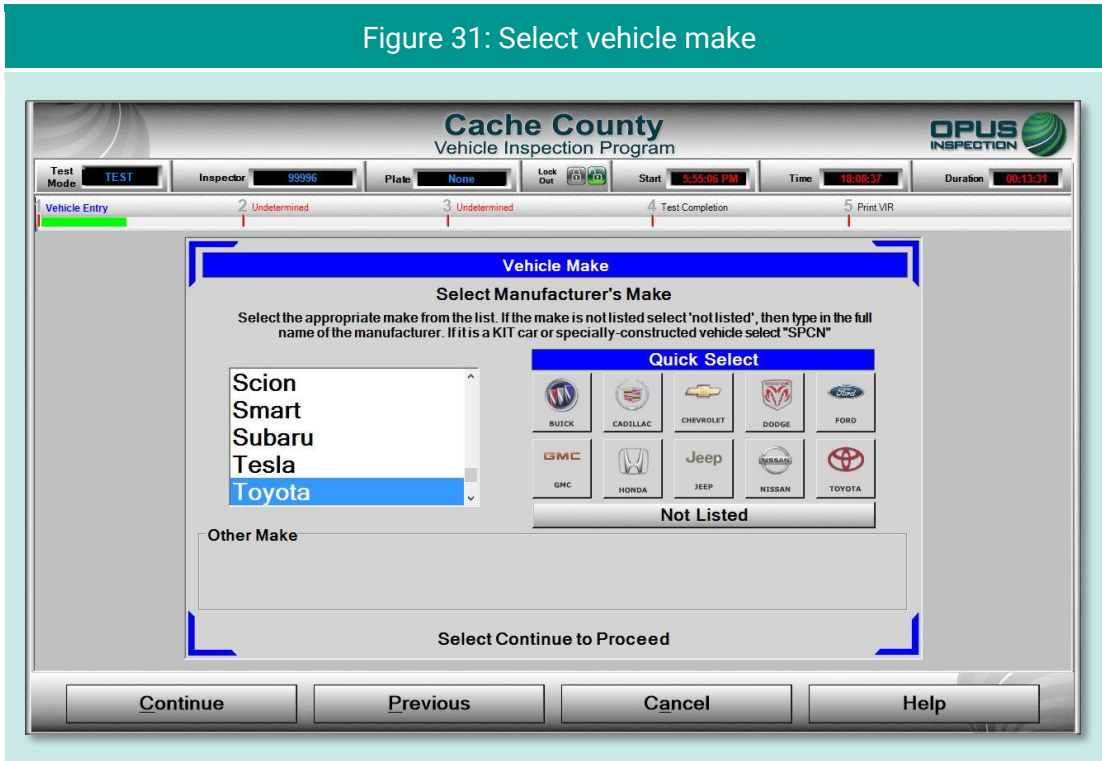 Figure 31: Select vehicle make
Cache County
Vehicle Inspection Program
OPUS
INSPECTION
Test Mode TEST Inspector 99996 Plate None Lock Out Start 5:55:06 PM Time 18:08:37 Duration 00:13:31
1 Vehicle Entry 2 Undetermined 3 Undetermined 4 Test Completion 5 Print VIR
Vehicle Make
Select Manufacturer's Make
Select the appropriate make from the list. If the make is not listed select 'not listed', then type in the full
name of the manufacturer. If it is a KIT car or specially-constructed vehicle select "SPCN"
Scion
Smart
Subaru
Tesla
Toyota
Quick Select
BUICK CADILLAC CHEVROLET DODGE Ford FORD
GMC Jeep NISSAN
GMC HONDA JEEP NISSAN TOYOTA
Not Listed
Other Make
Select Continue to Proceed
Continue Previous Cancel Help